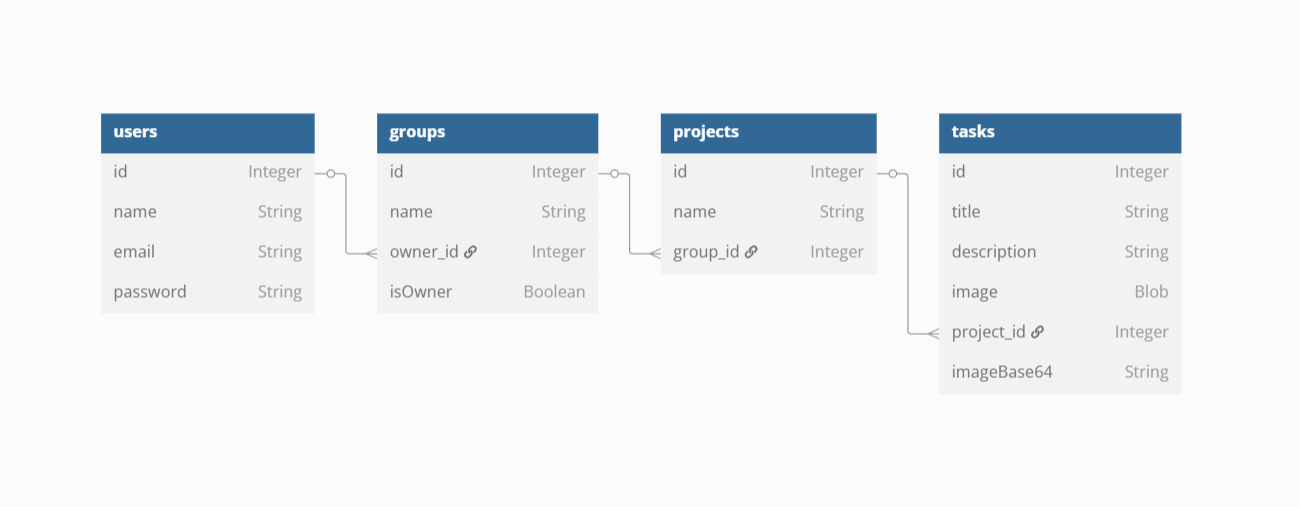 users
id Integer
name String
email String
password String
groups
id Integer
name String
owner_id Integer
isOwner Boolean
projects
id Integer
name String
group_id Integer
tasks
id Integer
title String
description String
image Blob
project_id Integer
imageBase64 String